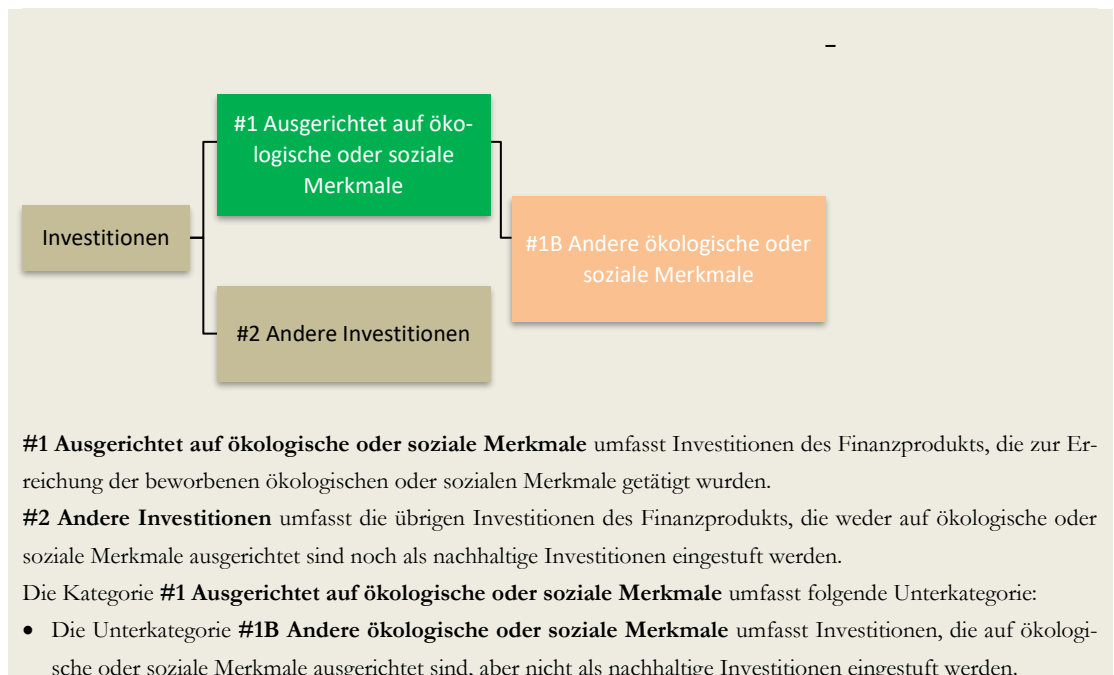 –
#1 Ausgerichtet auf öko-
logische oder soziale
Merkmale
Investitionen
#1B Andere ökologische oder
soziale Merkmale
#2 Andere Investitionen
#1 Ausgerichtet auf ökologische oder soziale Merkmale umfasst Investitionen des Finanzprodukts, die zur Er-
reichung der beworbenen ökologischen oder sozialen Merkmale getätigt wurden.
#2 Andere Investitionen umfasst die übrigen Investitionen des Finanzprodukts, die weder auf ökologische oder
soziale Merkmale ausgerichtet sind noch als nachhaltige Investitionen eingestuft werden.
Die Kategorie #1 Ausgerichtet auf ökologische oder soziale Merkmale umfasst folgende Unterkategorie:
• Die Unterkategorie #1B Andere ökologische oder soziale Merkmale umfasst Investitionen, die auf ökologi-
sche oder soziale Merkmale ausgerichtet sind, aber nicht als nachhaltige Investitionen eingestuft werden.